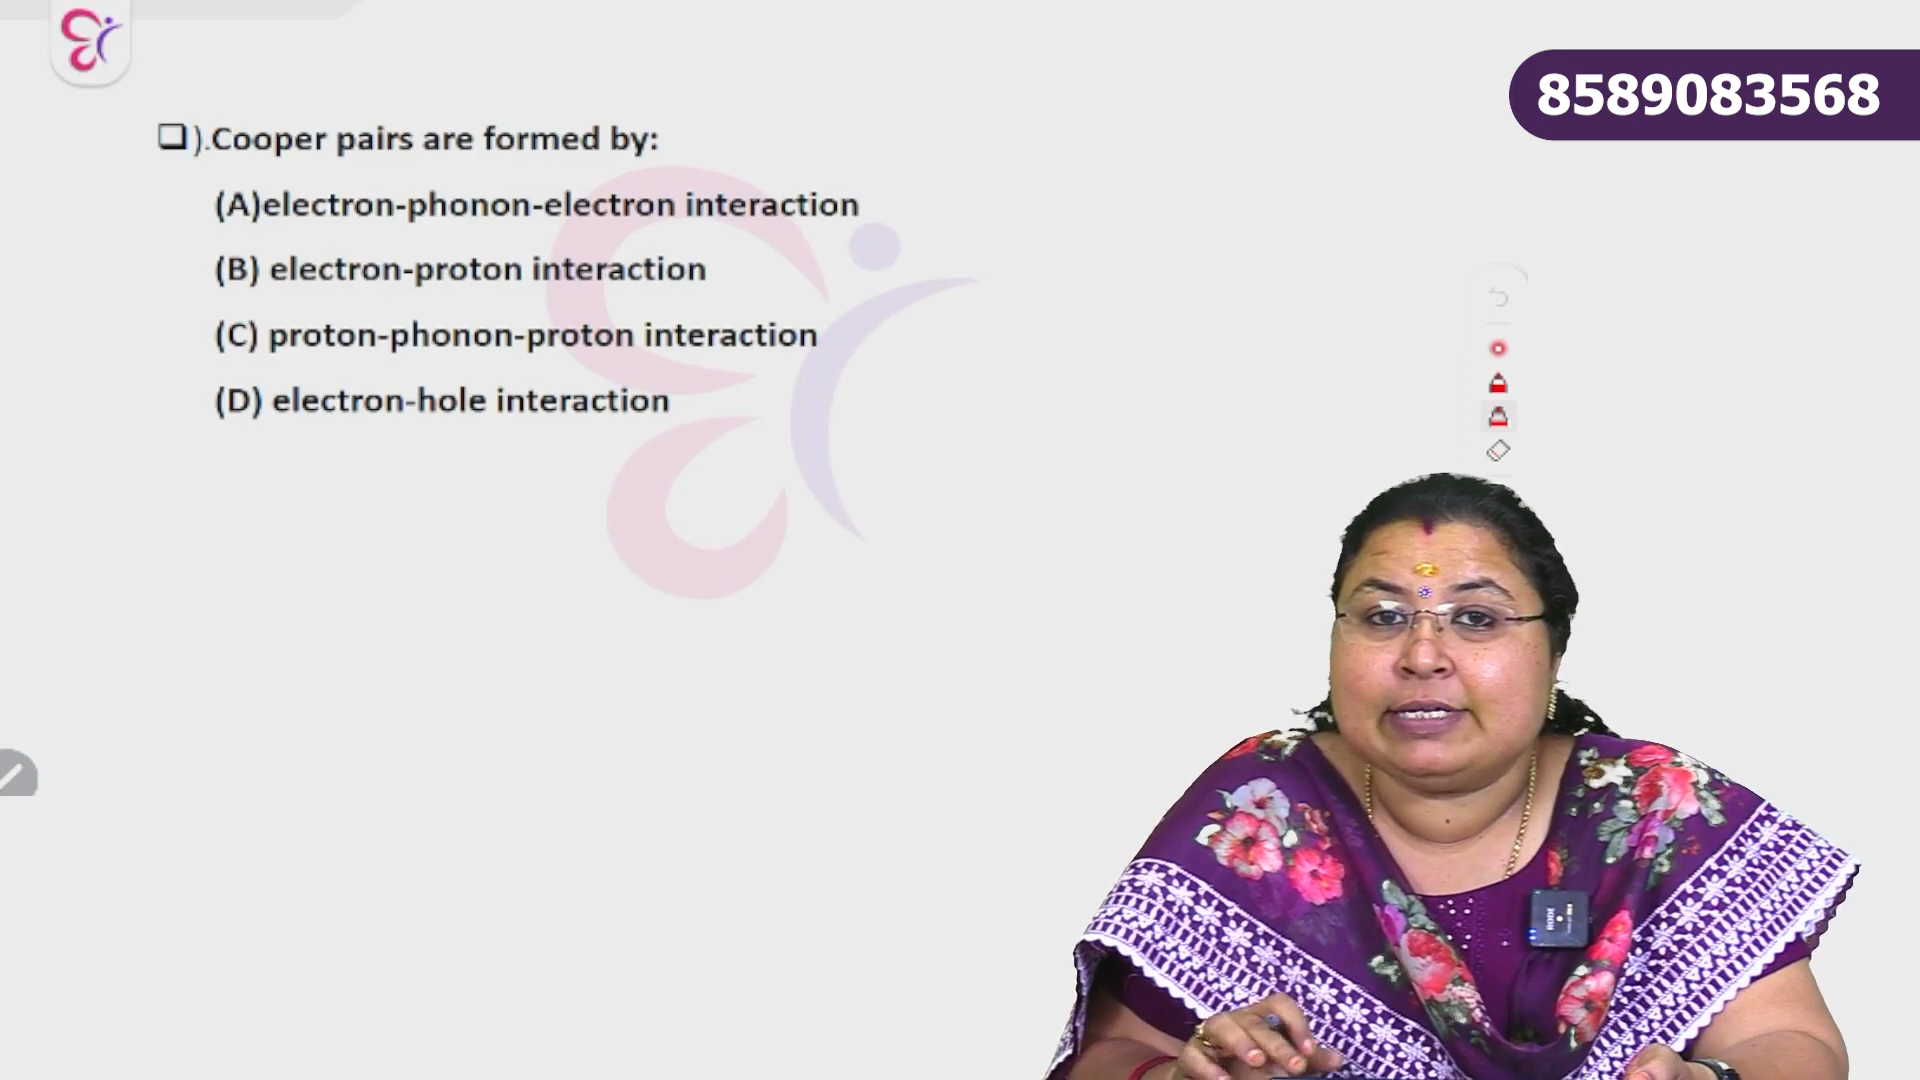 8589083568
❑).Cooper pairs are formed by:
(A)electron-phonon-electron interaction
(B) electron-proton interaction
(C) proton-phonon-proton interaction
(D) electron-hole interaction
RODE